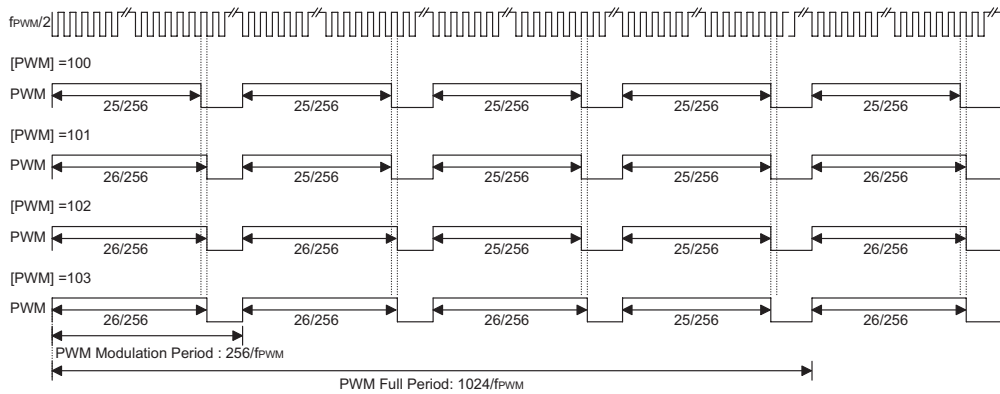 fPWM/2
[PWM] =100
PWM
25/256 25/256 25/256 25/256 25/256
[PWM] =101
PWM
26/256 25/256 25/256 25/256 26/256
[PWM] =102
PWM
26/256 26/256 25/256 25/256 26/256
[PWM] =103
PWM
26/256 26/256 26/256 25/256 26/256
PWM Modulation Period : 256/fPWM
PWM Full Period: 1024/fPWM